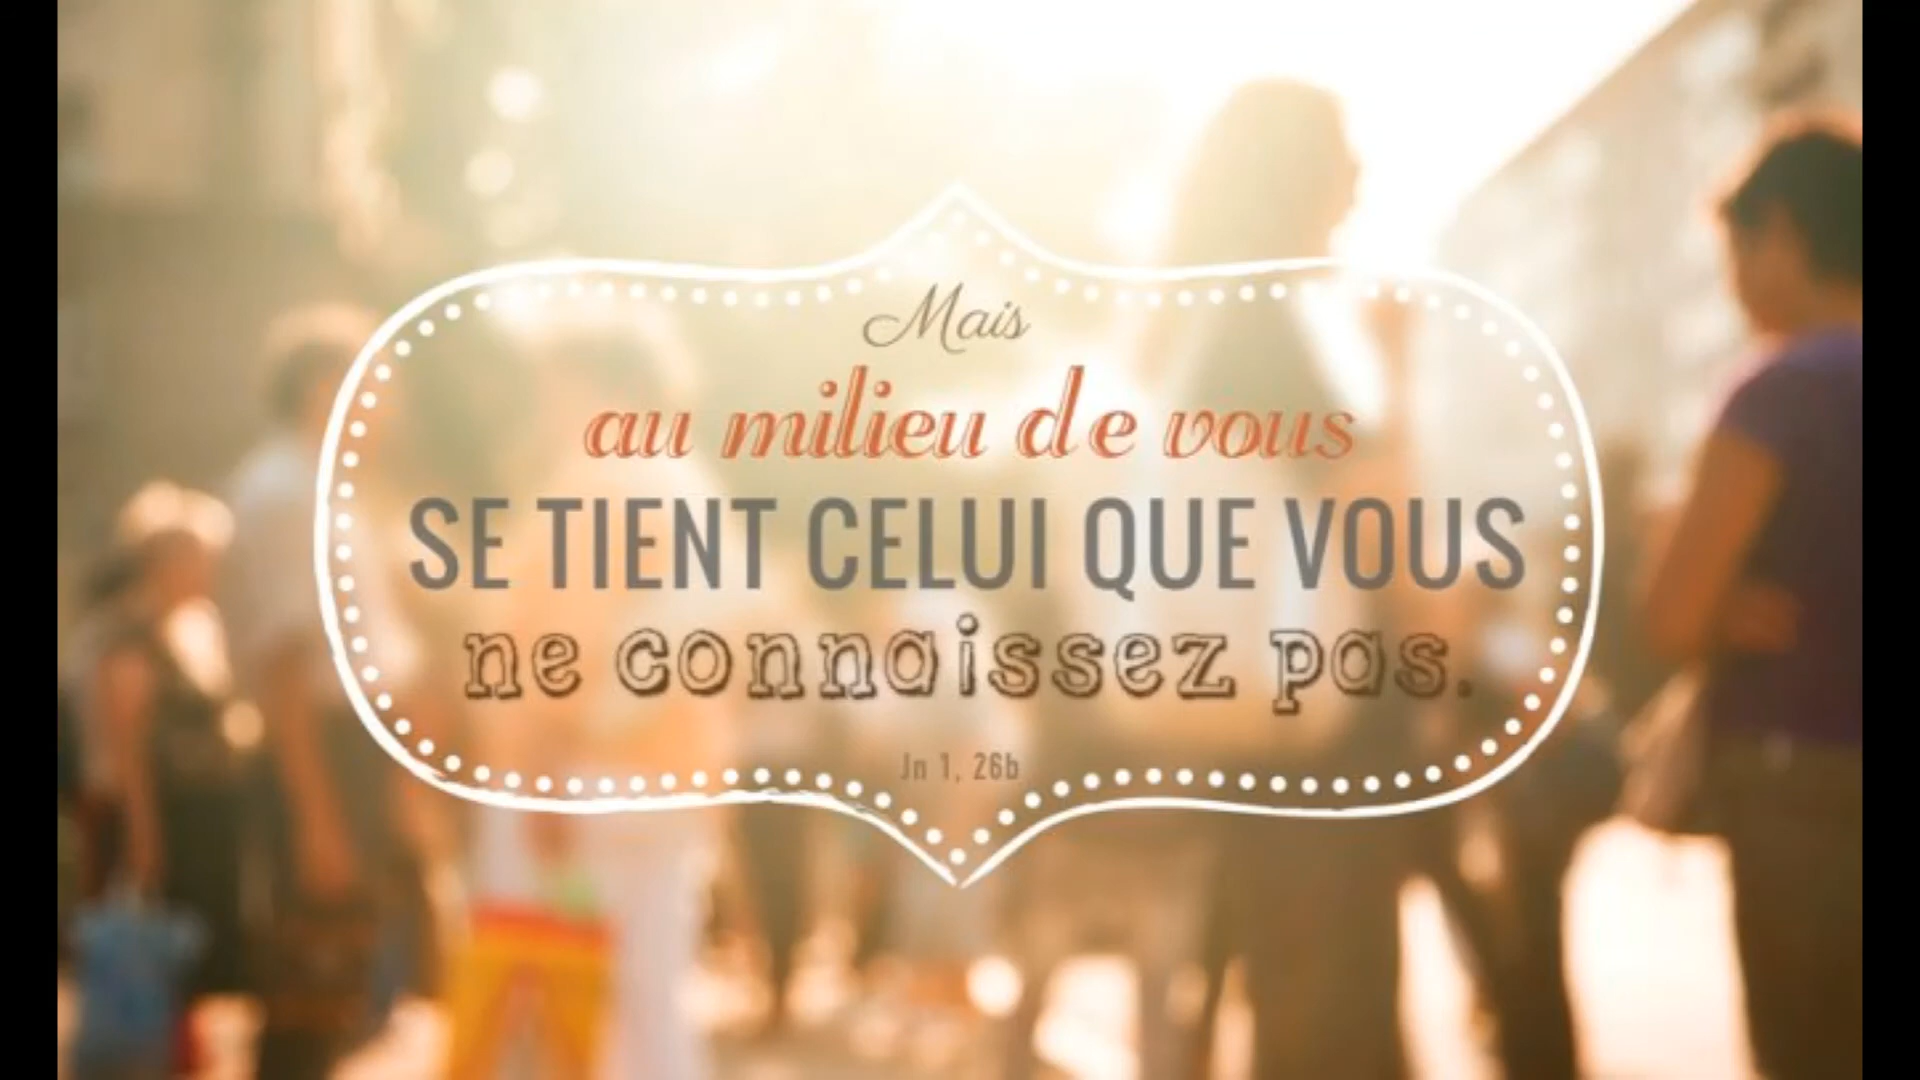 Mais
au milieu de vous
SE TIENT CELUI QUE VOUS
ne connaissez pas.
Jn 1, 26b